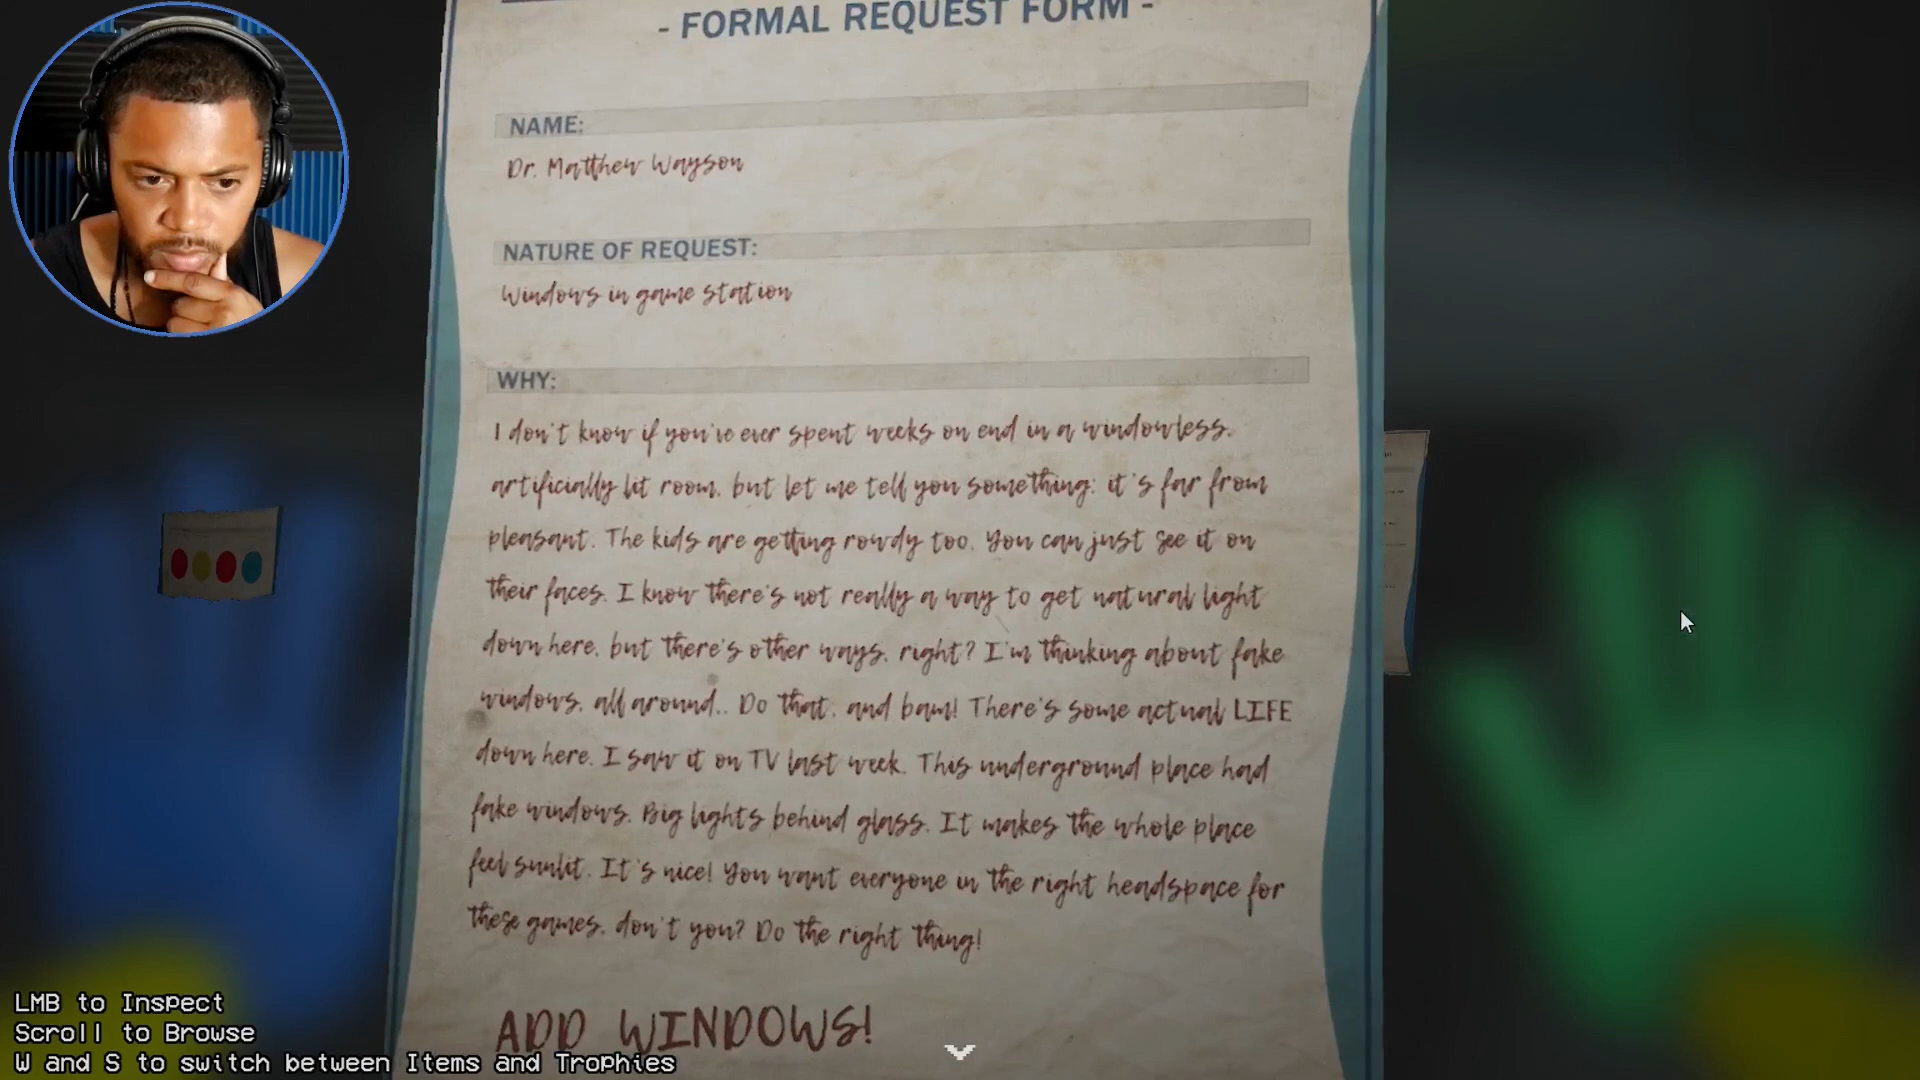 - FORMAL REQUEST FORM -
NAME:
Dr. Matthew Wayson
NATURE OF REQUEST:
Windows in game station
WHY:
I don't know if you've ever spent weeks on end in a windowless,
artificially lit room, but let me tell you something: it's far from
pleasant. The kids are getting rowdy too. You can just see it on
their faces. I know there's not really a way to get natural light
down here, but there's other ways, right? I'm thinking about fake
windows, all around.. Do that, and bam! There's some actual LIFE
down here. I saw it on TV last week. This underground place had
fake windows. Big lights behind glass. It makes the whole place
feel sunlit. It's nice! You want everyone in the right headspace for
these games, don't you? Do the right thing!
ADD WINDOWS!
LMB to Inspect
Scroll to Browse
W and S to switch between Items and Trophies